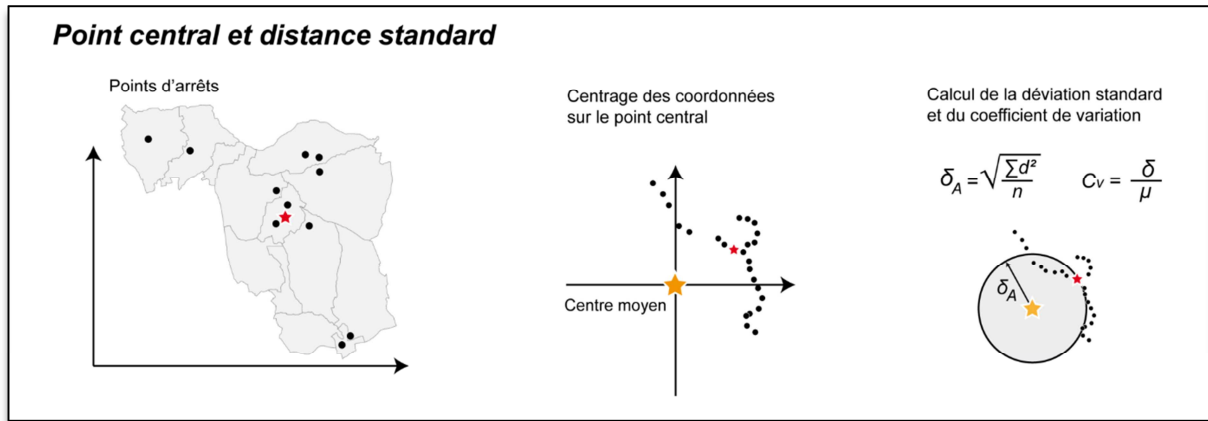 Point central et distance standard
Points d'arrêts
Centrage des coordonnées
sur le point central
Centre moyen
Calcul de la déviation standard
et du coefficient de variation
δA = √Σd²/n
Cv = δ/μ
δA